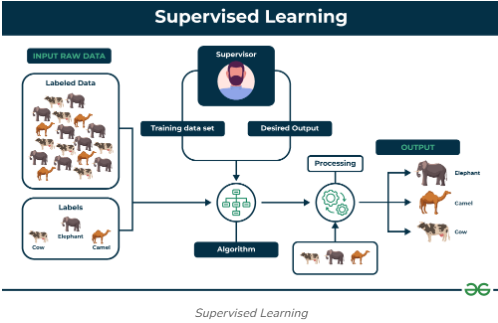 Supervised Learning
INPUT RAW DATA
Labeled Data
Labels
Elephant
Cow
Camel
Supervisor
Training data set
Desired Output
Algorithm
Processing
OUTPUT
Elephant
Camel
Cow
Supervised Learning